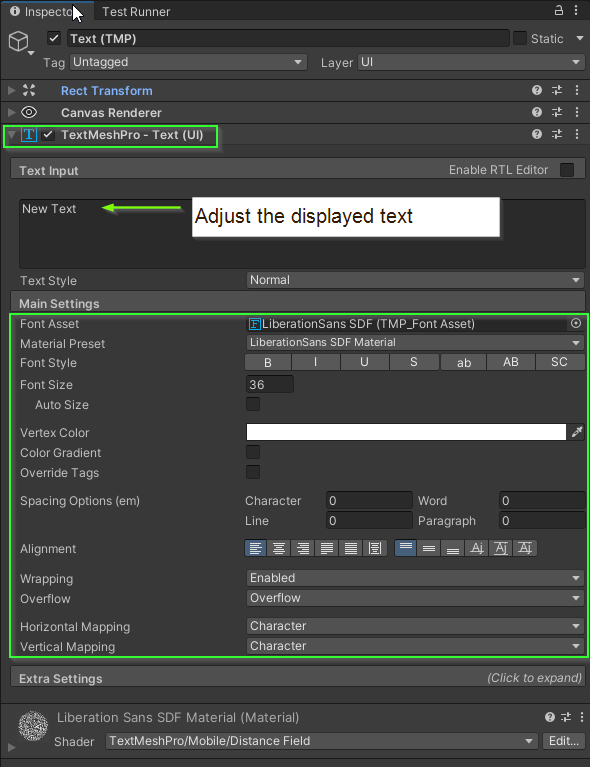 Inspector Test Runner
Text (TMP) Static
Tag Untagged Layer UI
Rect Transform
Canvas Renderer
TextMeshPro - Text (UI)
Text Input Enable RTL Editor
New Text
Adjust the displayed text
Text Style Normal
Main Settings
Font Asset LiberationSans SDF (TMP_Font Asset)
Material Preset LiberationSans SDF Material
Font Style B I U S ab AB SC
Font Size 36
Auto Size
Vertex Color
Color Gradient
Override Tags
Spacing Options (em) Character 0 Word 0
Line 0 Paragraph 0
Alignment
Wrapping Enabled
Overflow Overflow
Horizontal Mapping Character
Vertical Mapping Character
Extra Settings (Click to expand)
Liberation Sans SDF Material (Material)
Shader TextMeshPro/Mobile/Distance Field Edit...